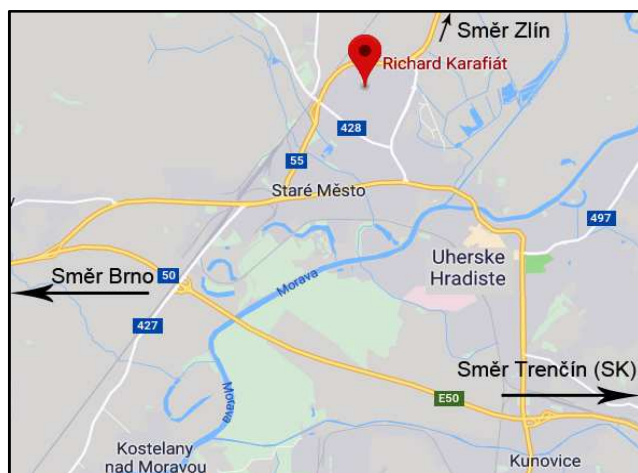 Směr Zlín
Richard Karafiát
428
55
Staré Město
497
Uherske
Hradiste
Morava
Směr Brno
50
427
Směr Trenčín (SK)
E50
Morava
Kostelany
nad Moravou
Kunovice